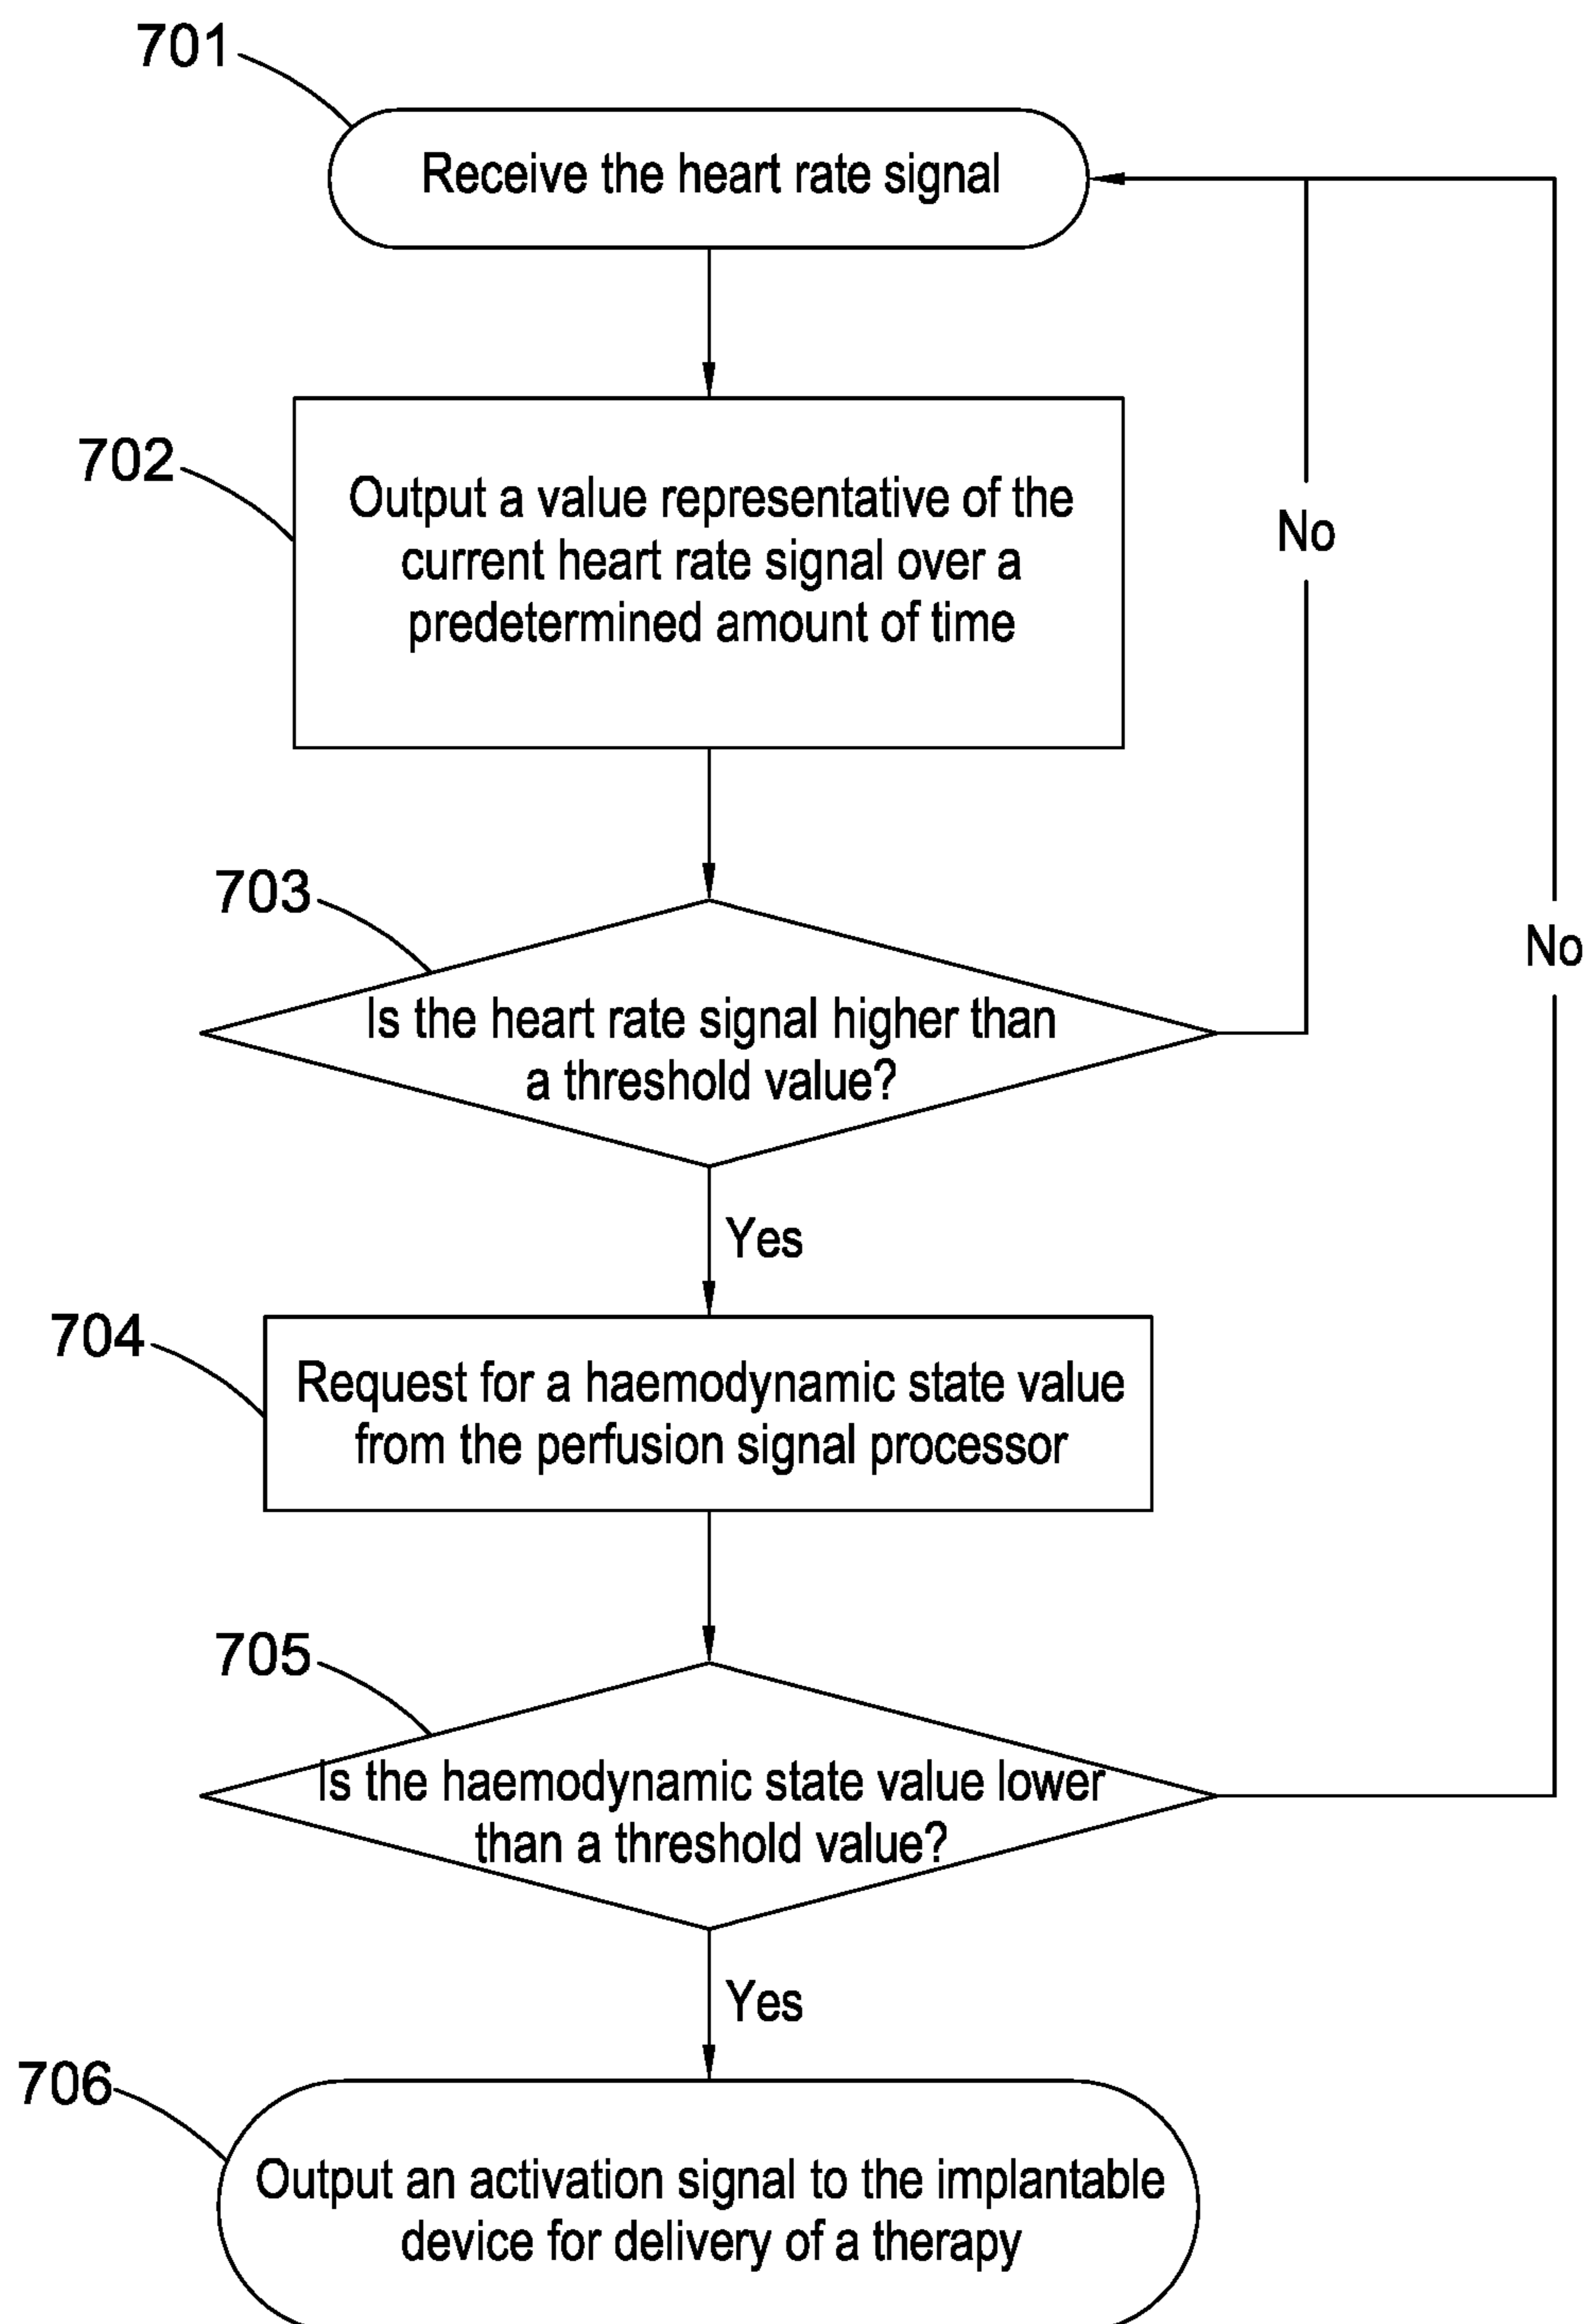 701
Receive the heart rate signal
702
Output a value representative of the
current heart rate signal over a
predetermined amount of time
No
703
No
Is the heart rate signal higher than
a threshold value?
Yes
704
Request for a haemodynamic state value
from the perfusion signal processor
705
Is the haemodynamic state value lower
than a threshold value?
Yes
706
Output an activation signal to the implantable
device for delivery of a therapy